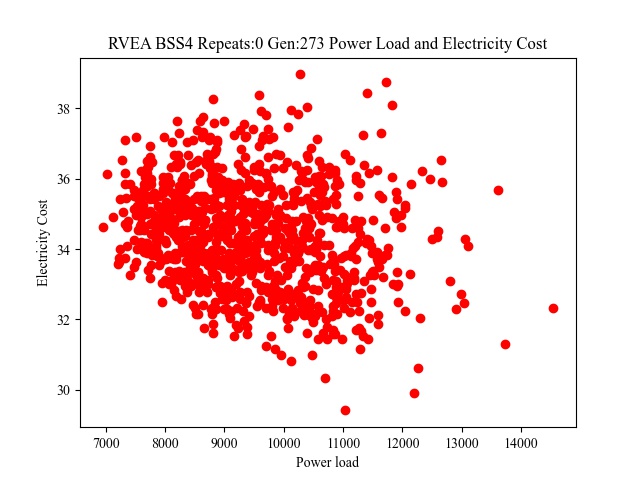 RVEA BSS4 Repeats:0 Gen:273 Power Load and Electricity Cost
38
36
34
32
30
Electricity Cost
7000 8000 9000 10000 11000 12000 13000 14000
Power load